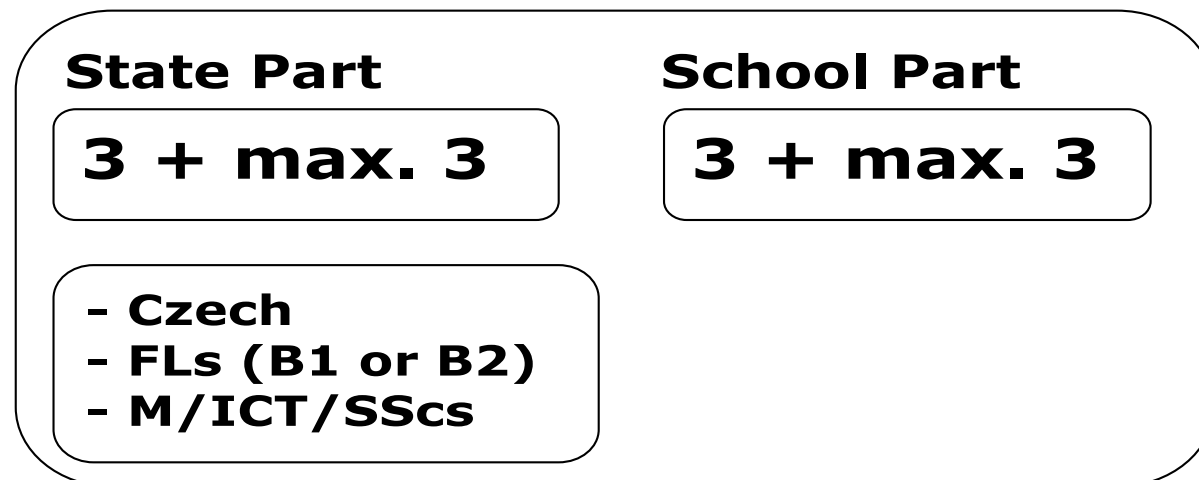 State Part
3 + max. 3
- Czech
- FLs (B1 or B2)
- M/ICT/SScs
School Part
3 + max. 3